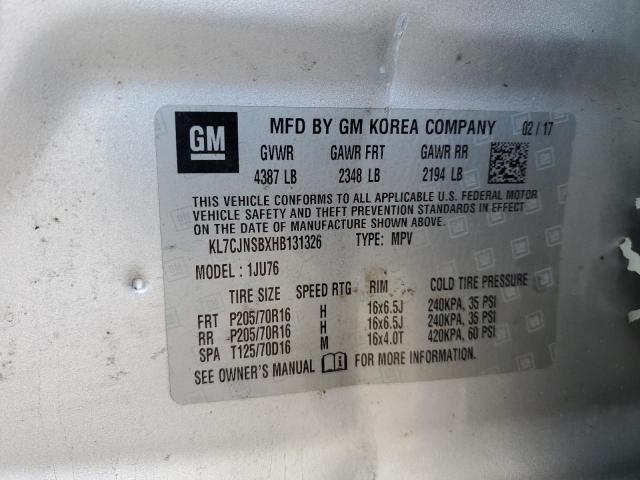 GM MFD BY GM KOREA COMPANY 02 / 17
GVWR GAWR FRT GAWR RR
4387 LB 2348 LB 2194 LB
THIS VEHICLE CONFORMS TO ALL APPLICABLE U.S. FEDERAL MOTOR
VEHICLE SAFETY AND THEFT PREVENTION STANDARDS IN EFFECT
ON THE DATE OF MANUFACTURE SHOWN ABOVE.
KL7CJNSBXHB131326 TYPE: MPV
MODEL : 1JU76
TIRE SIZE SPEED RTG RIM COLD TIRE PRESSURE
FRT P205/70R16 H 16x6.5J 240KPA, 35 PSI
RR P205/70R16 H 16x6.5J 240KPA, 35 PSI
SPA T125/70D16 M 16x4.0T 420KPA, 60 PSI
SEE OWNER'S MANUAL FOR MORE INFORMATION.